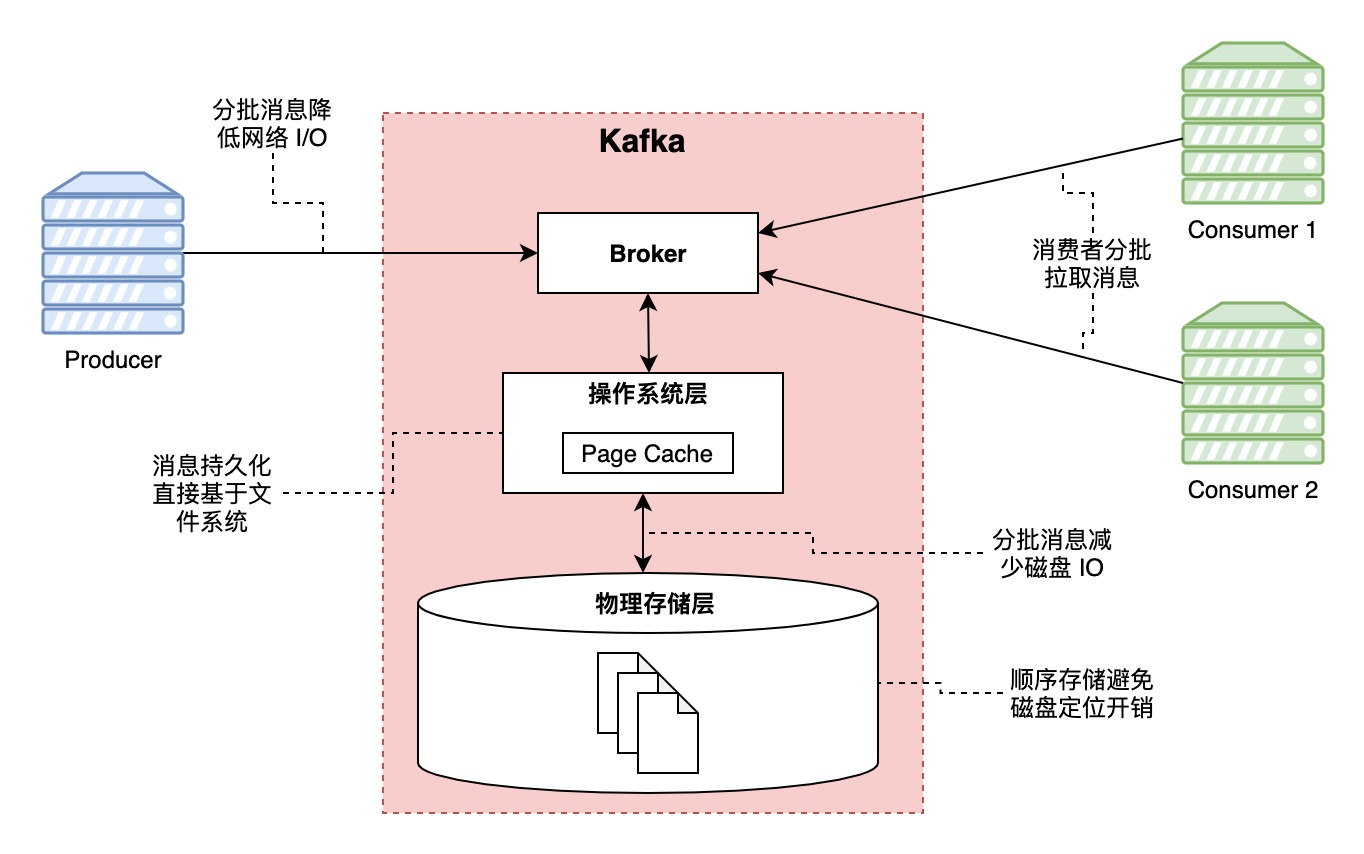 分批消息降
低网络 I/O
Kafka
Producer
Broker
Consumer 1
消费者分批
拉取消息
Consumer 2
操作系统层
Page Cache
消息持久化
直接基于文
件系统
分批消息减
少磁盘 IO
物理存储层
顺序存储避免
磁盘定位开销